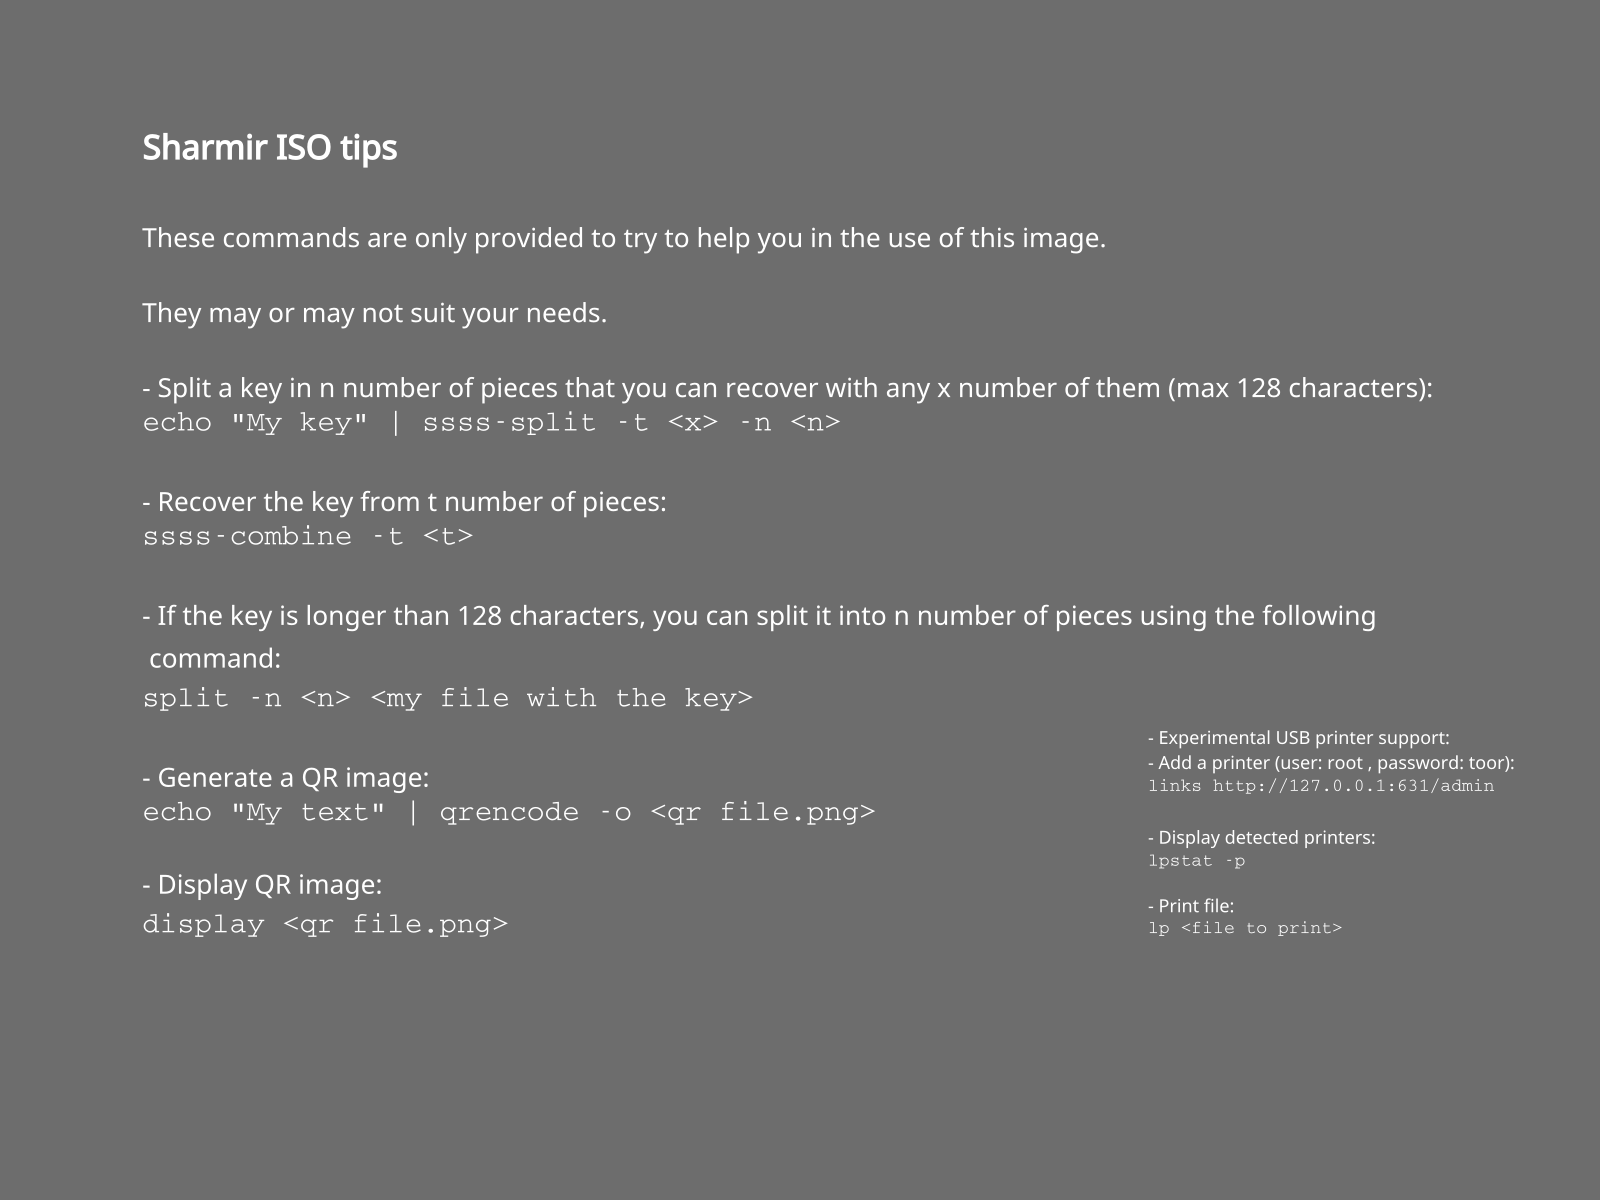 Sharmir ISO tips
These commands are only provided to try to help you in the use of this image.
They may or may not suit your needs.
- Split a key in n number of pieces that you can recover with any x number of them (max 128 characters):
echo "My key" | ssss-split -t <x> -n <n>
- Recover the key from t number of pieces:
ssss-combine -t <t>
- If the key is longer than 128 characters, you can split it into n number of pieces using the following
command:
split -n <n> <my file with the key>
- Generate a QR image:
echo "My text" | qrencode -o <qr file.png>
- Display QR image:
display <qr file.png>
- Experimental USB printer support:
- Add a printer (user: root , password: toor):
links http://127.0.0.1:631/admin
- Display detected printers:
lpstat -p
- Print file:
lp <file to print>